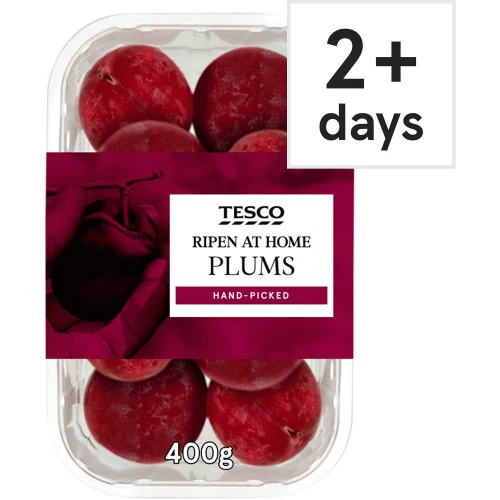 2+
days
TESCO
RIPEN AT HOME
PLUMS
HAND-PICKED
400g